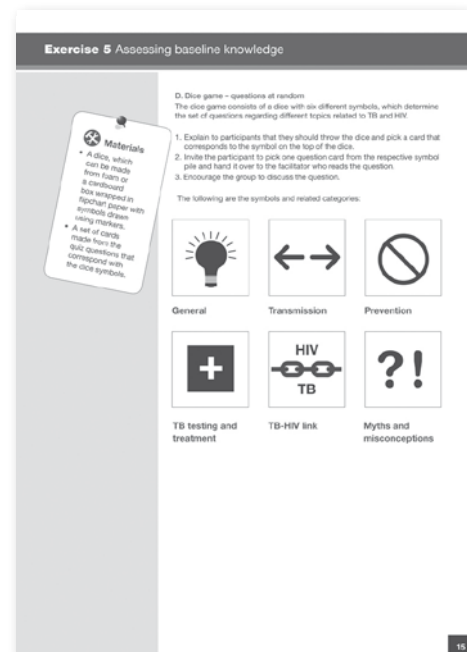 Exercise 5 Assessing baseline knowledge
Materials
• A dice, which
can be made
from foam or
a cardboard
box wrapped in
flipchart paper with
symbols drawn
using markers.
• A set of cards
made from the
quiz questions that
correspond with
the dice symbols.
D. Dice game – questions at random
The dice game consists of a dice with six different symbols, which determine
the set of questions regarding different topics related to TB and HIV.
1. Explain to participants that they should throw the dice and pick a card that
corresponds to the symbol on the top of the dice.
2. Invite the participant to pick one question card from the respective symbol
pile and hand it over to the facilitator who reads the question.
3. Encourage the group to discuss the question.
The following are the symbols and related categories:
General
Transmission
Prevention
HIV
TB
?!
TB testing and
treatment
TB-HIV link
Myths and
misconceptions
15